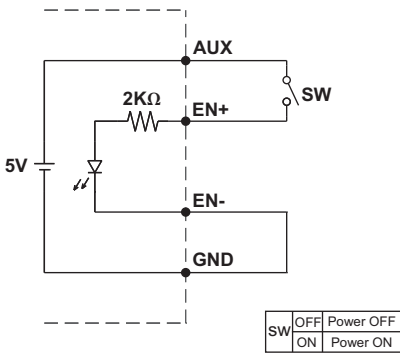 AUX
2KΩ
SW
EN+
5V
EN-
GND
SW
OFF Power OFF
ON Power ON